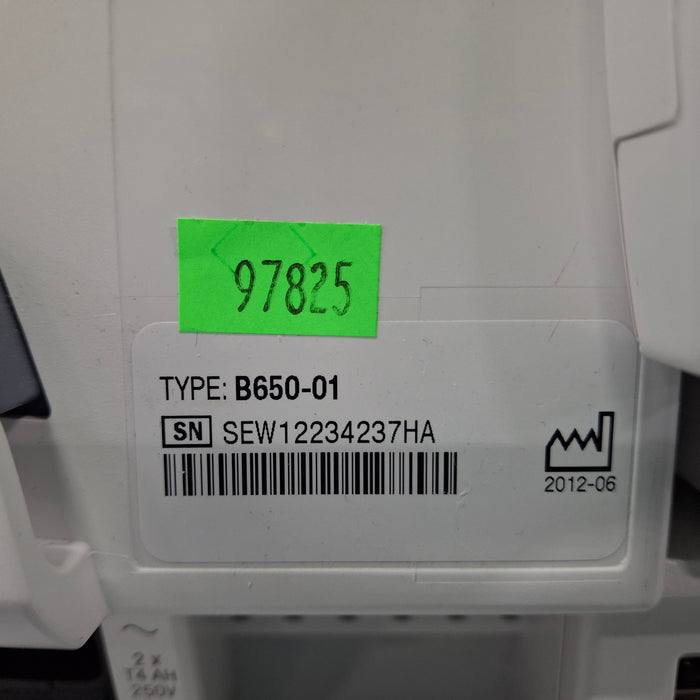 97825
TYPE: B650-01
SN SEW12234237HA
2012-06
~
2 x
T4 AH
250V